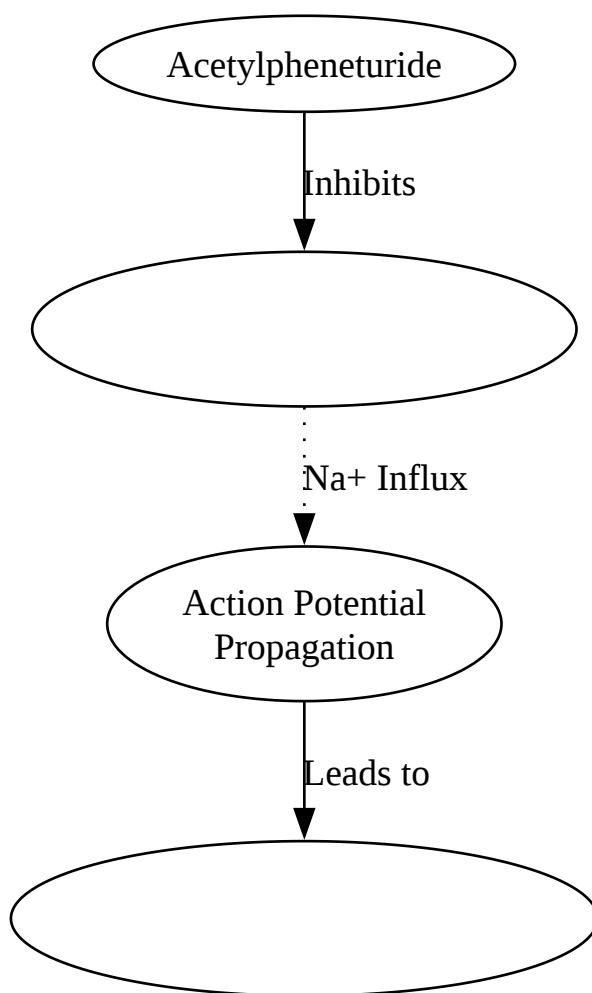 Acetylpheneturide
Inhibits
Na+ Influx
Action Potential
Propagation
Leads to